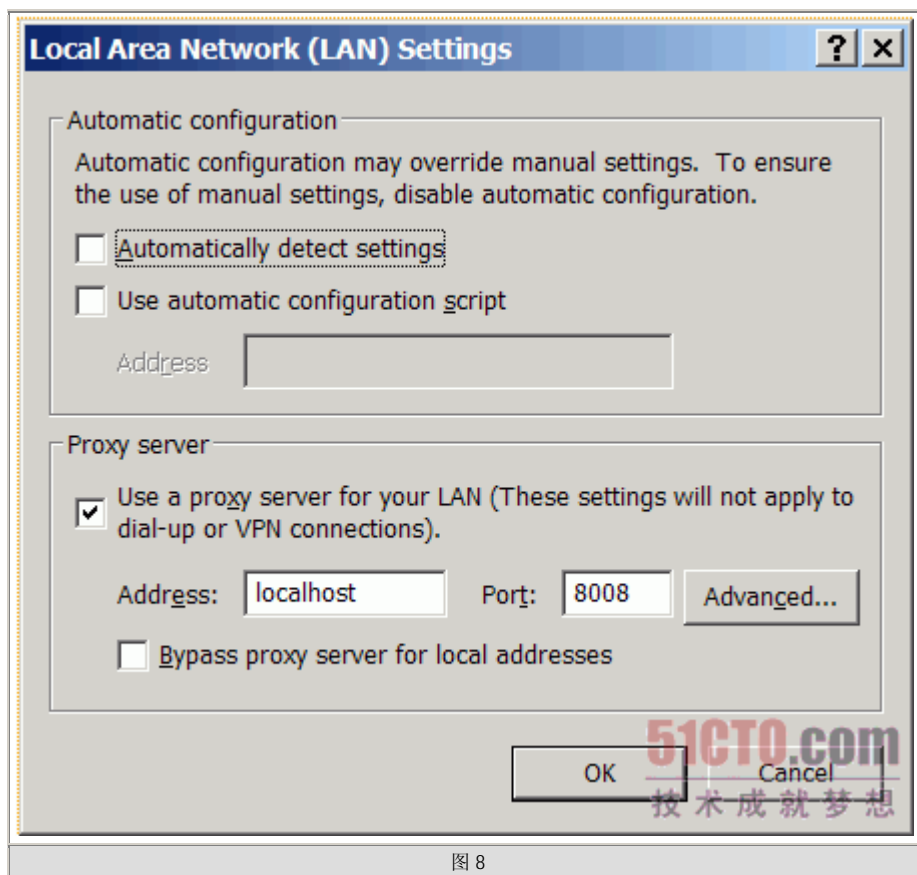 Local Area Network (LAN) Settings
Automatic configuration
Automatic configuration may override manual settings. To ensure
the use of manual settings, disable automatic configuration.
Automatically detect settings
Use automatic configuration script
Address
Proxy server
Use a proxy server for your LAN (These settings will not apply to
dial-up or VPN connections).
Address: localhost Port: 8008 Advanced...
Bypass proxy server for local addresses
OK Cancel
51CTO.com
技术成就梦想
图 8